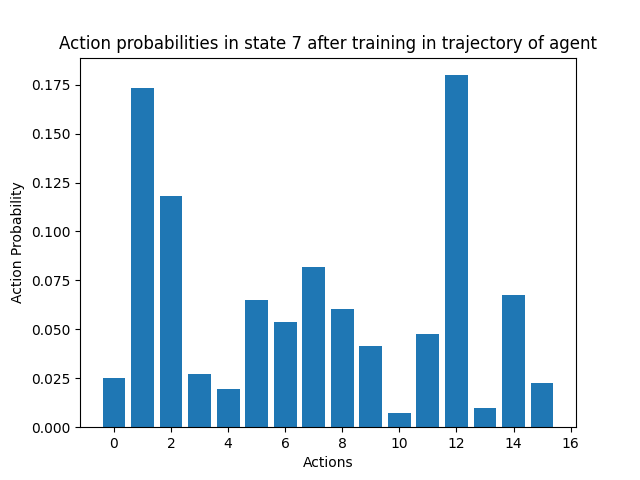 Action probabilities in state 7 after training in trajectory of agent
0.175
0.150
0.125
0.100
0.075
0.050
0.025
0.000
Action Probability
0 2 4 6 8 10 12 14 16
Actions